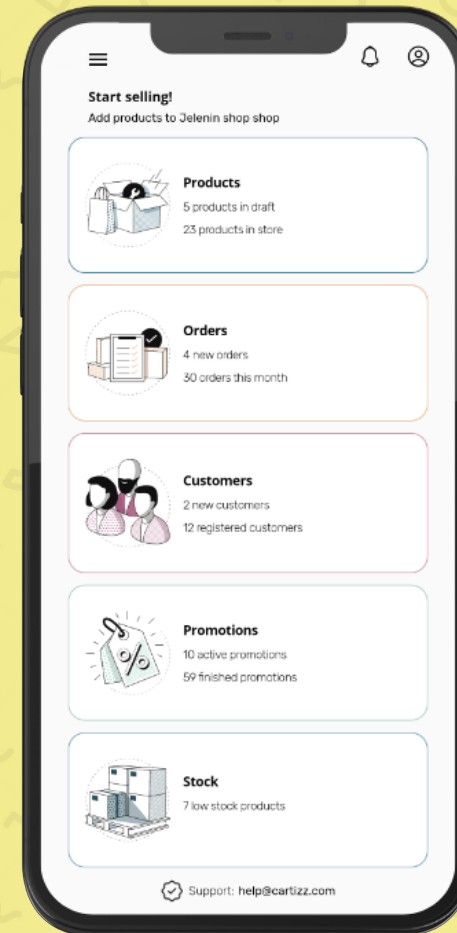 Start selling!
Add products to Jelenin shop shop
Products
5 products in draft
23 products in store
Orders
4 new orders
30 orders this month
Customers
2 new customers
12 registered customers
Promotions
10 active promotions
59 finished promotions
%
Stock
7 low stock products
Support: help@cartizz.com